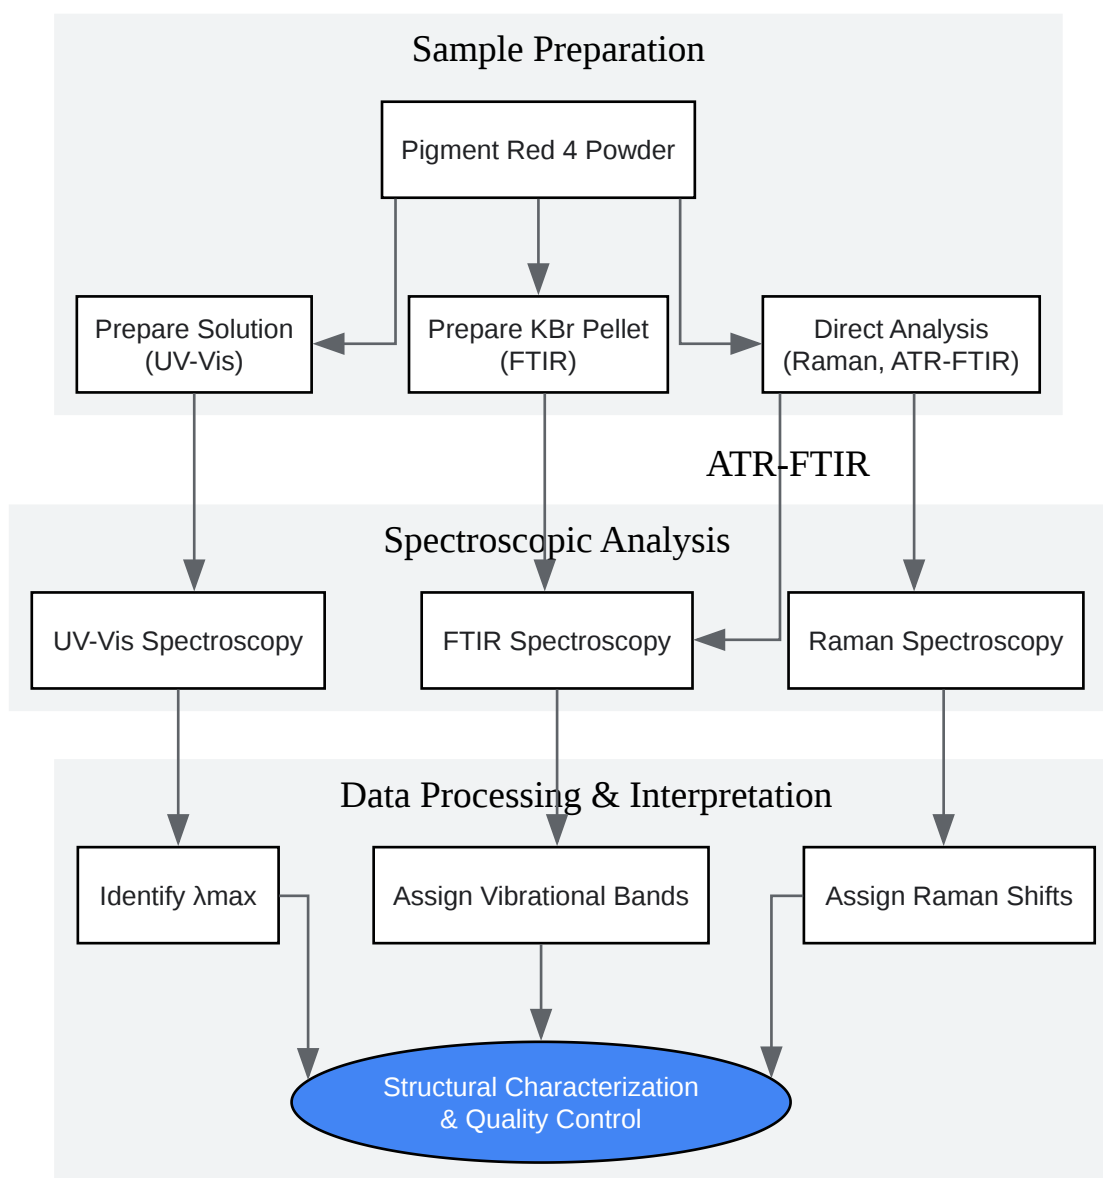 Sample Preparation
Pigment Red 4 Powder
Prepare Solution
(UV-Vis)
Prepare KBr Pellet
(FTIR)
Direct Analysis
(Raman, ATR-FTIR)
ATR-FTIR
Spectroscopic Analysis
UV-Vis Spectroscopy
FTIR Spectroscopy
Raman Spectroscopy
Data Processing & Interpretation
Identify λmax
Assign Vibrational Bands
Assign Raman Shifts
Structural Characterization
& Quality Control